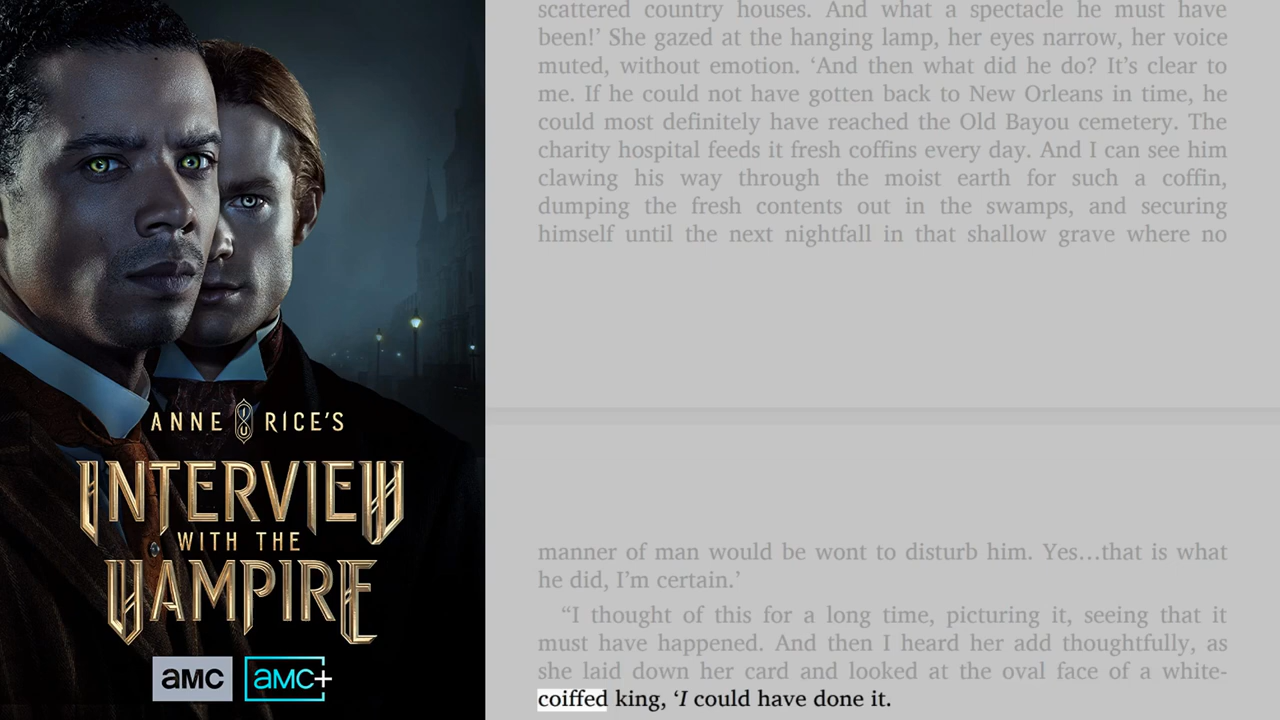 ANNE RICE'S
INTERVIEW
WITH THE
VAMPIRE
aMC
aMC+
scattered country houses. And what a spectacle he must have
been!’ She gazed at the hanging lamp, her eyes narrow, her voice
muted, without emotion. ‘And then what did he do? It’s clear to
me. If he could not have gotten back to New Orleans in time, he
could most definitely have reached the Old Bayou cemetery. The
charity hospital feeds it fresh coffins every day. And I can see him
clawing his way through the moist earth for such a coffin,
dumping the fresh contents out in the swamps, and securing
himself until the next nightfall in that shallow grave where no
manner of man would be wont to disturb him. Yes…that is what
he did, I’m certain.’
“I thought of this for a long time, picturing it, seeing that it
must have happened. And then I heard her add thoughtfully, as
she laid down her card and looked at the oval face of a white-
coiffed king, ‘I could have done it.